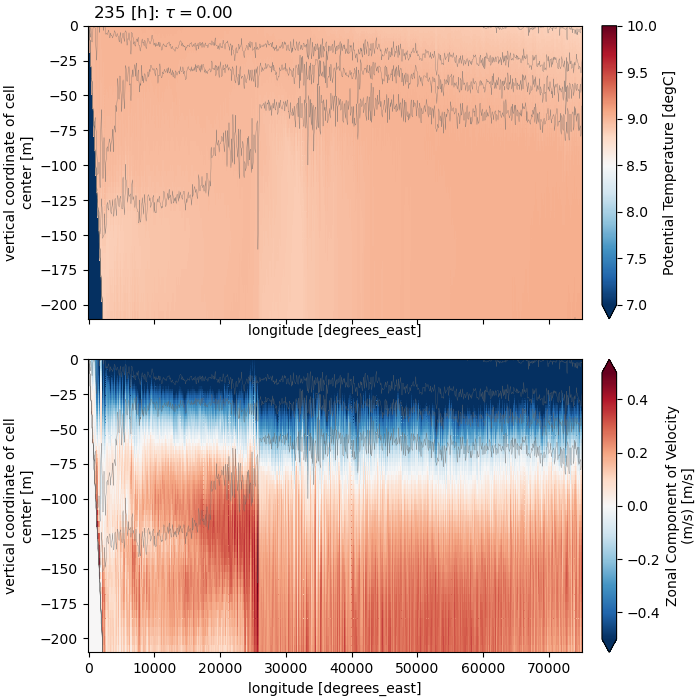 235 [h]: τ = 0.00
0
−25
−50
−75
−100
−125
−150
−175
−200
vertical coordinate of cell
center [m]
longitude [degrees_east]
10.0
9.5
9.0
8.5
8.0
7.5
7.0
Potential Temperature [degC]
0
−25
−50
−75
−100
−125
−150
−175
−200
vertical coordinate of cell
center [m]
0 10000 20000 30000 40000 50000 60000 70000
longitude [degrees_east]
0.4
0.2
0.0
−0.2
−0.4
Zonal Component of Velocity
(m/s) [m/s]